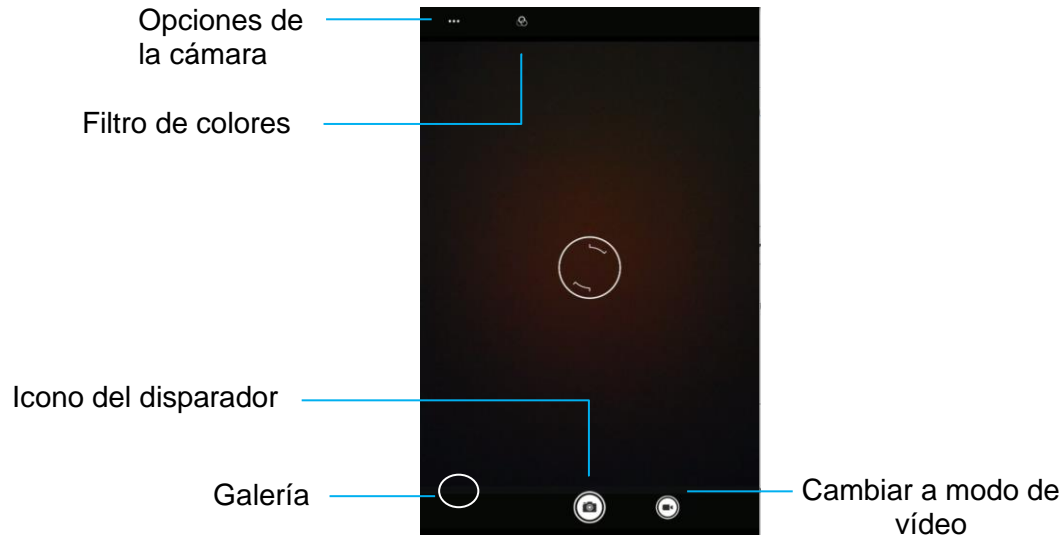 Opciones de
la cámara
Filtro de colores
Icono del disparador
Galería
Cambiar a modo de
vídeo